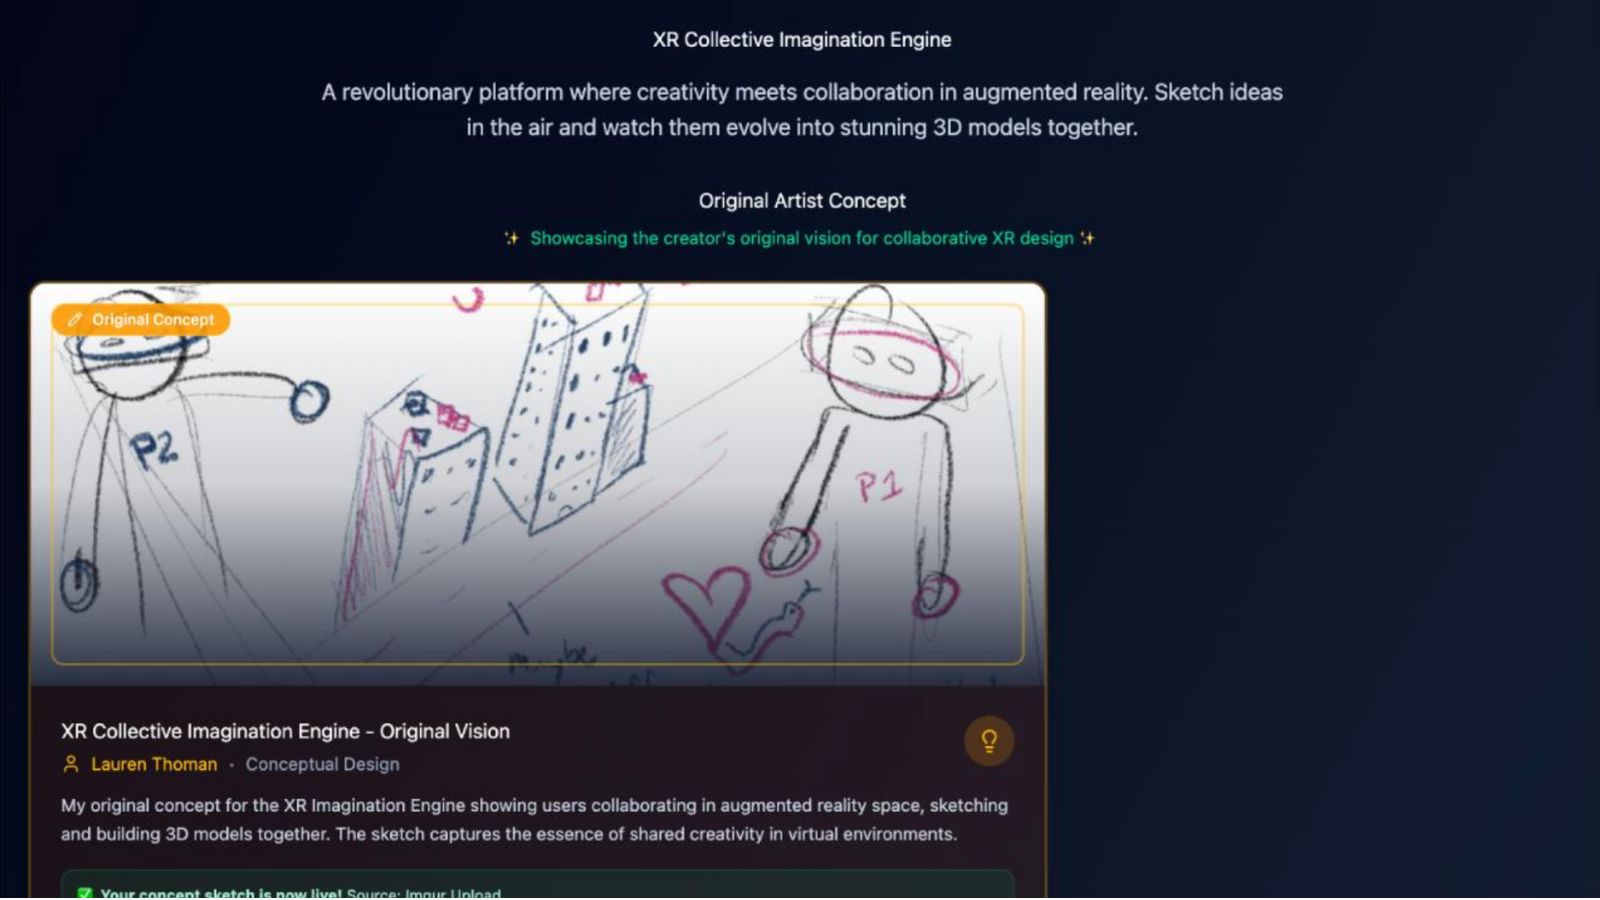 XR Collective Imagination Engine
A revolutionary platform where creativity meets collaboration in augmented reality. Sketch ideas
in the air and watch them evolve into stunning 3D models together.
Original Artist Concept
✨ Showcasing the creator's original vision for collaborative XR design ✨
Original Concept
P2
P1
Maybe
XR Collective Imagination Engine - Original Vision
Lauren Thoman • Conceptual Design
My original concept for the XR Imagination Engine showing users collaborating in augmented reality space, sketching
and building 3D models together. The sketch captures the essence of shared creativity in virtual environments.
✅ Your concept sketch is now live! Source: Imgur Upload